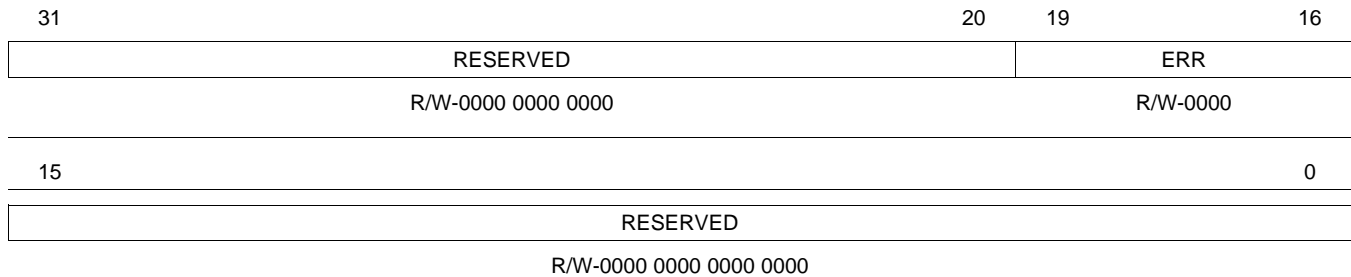 31 20 19 16
RESERVED ERR
R/W-0000 0000 0000 R/W-0000
15 0
RESERVED
R/W-0000 0000 0000 0000